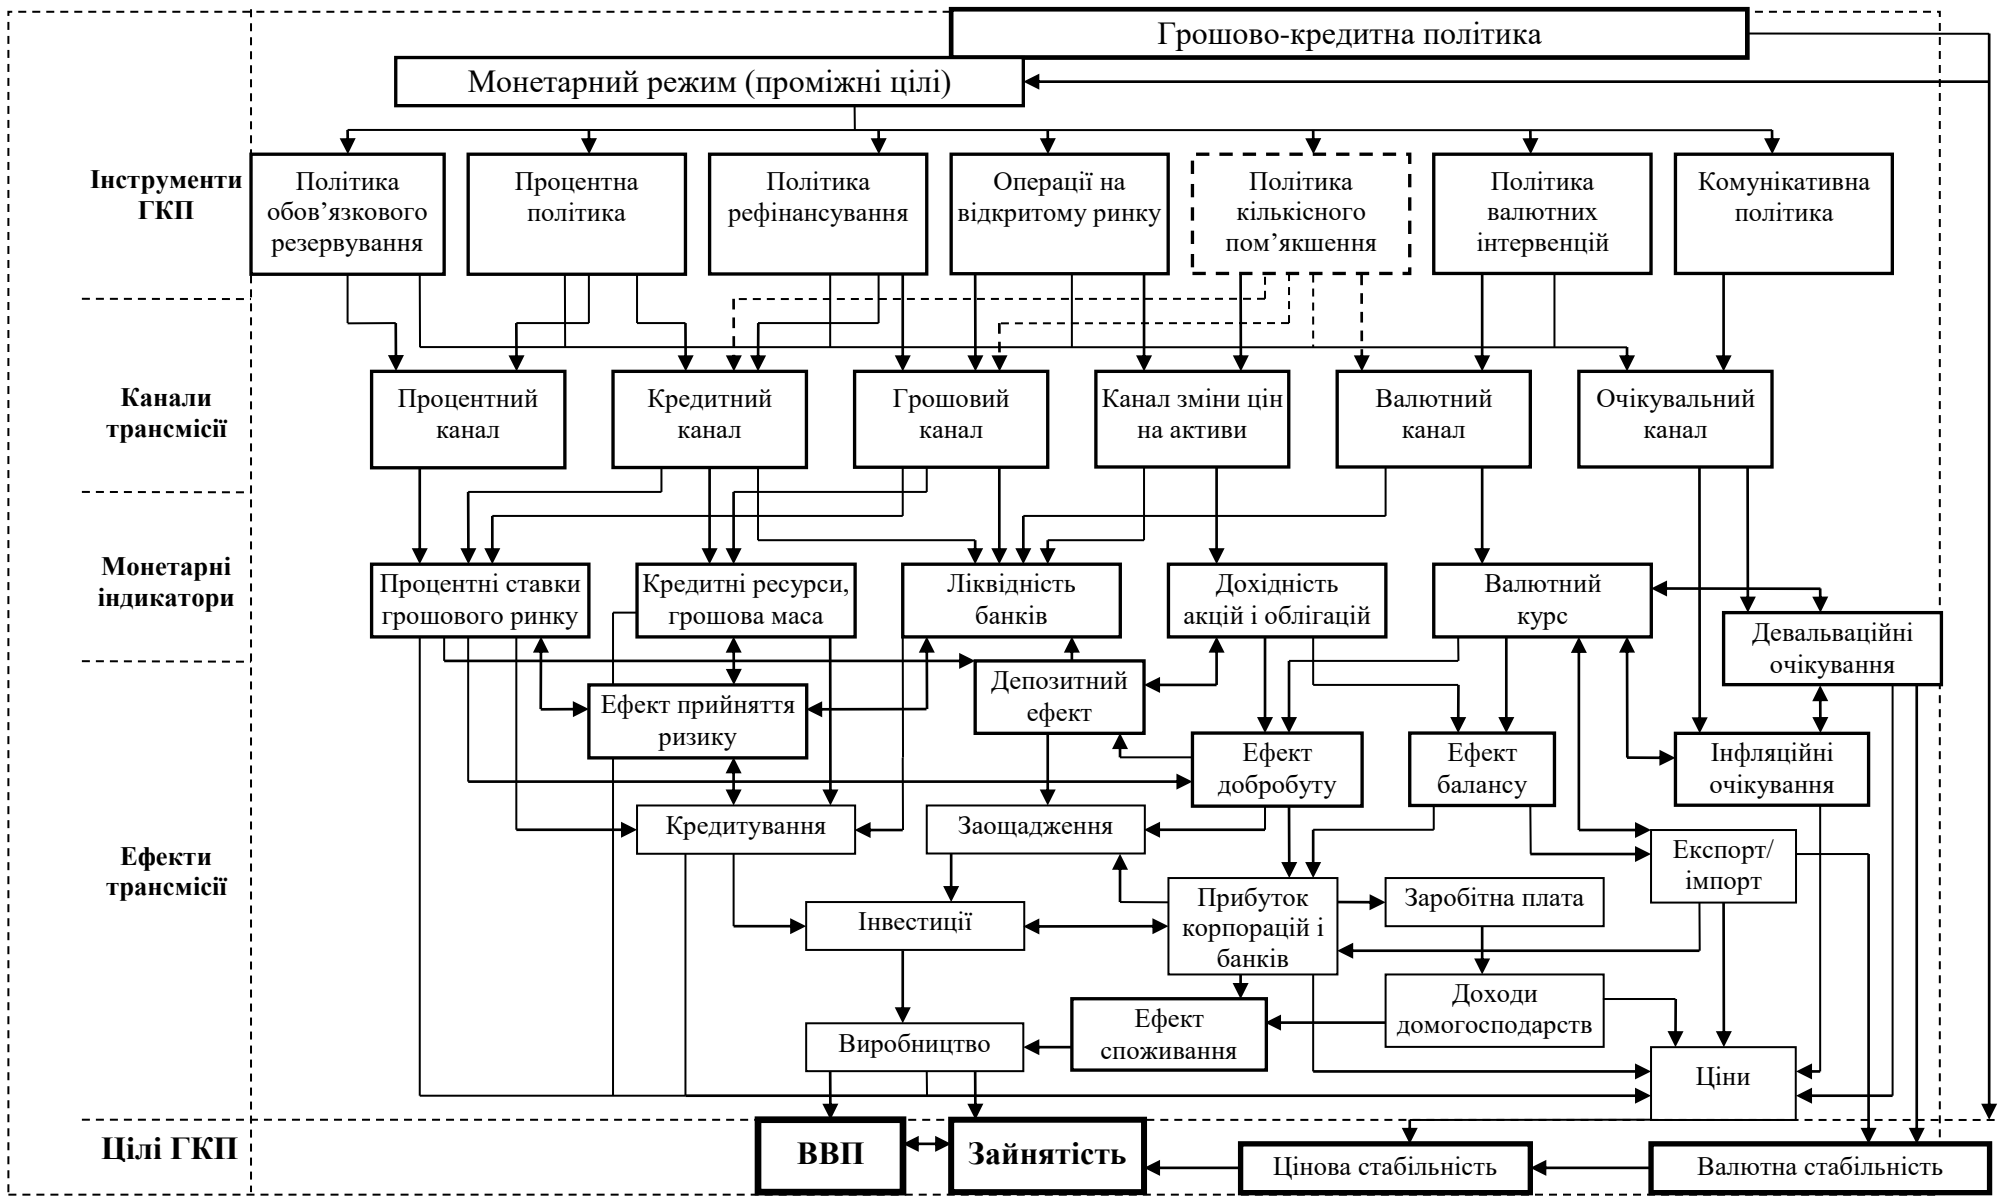 Грошово-кредитна політика
Монетарний режим (проміжні цілі)
Інструменти
ГКП
Політика
обов’язкового
резервування
Процентна
політика
Політика
рефінансування
Операції на
відкритому ринку
Політика
кількісного
пом’якшення
Політика
валютних
інтервенцій
Комунікативна
політика
Канали
трансмісії
Процентний
канал
Кредитний
канал
Грошовий
канал
Канал зміни цін
на активи
Валютний
канал
Очікувальний
канал
Монетарні
індикатори
Процентні ставки
грошового ринку
Кредитні ресурси,
грошова маса
Ліквідність
банків
Дохідність
акцій і облігацій
Валютний
курс
Девальваційні
очікування
Ефекти
трансмісії
Ефект прийняття
ризику
Депозитний
ефект
Ефект
добробуту
Ефект
балансу
Інфляційні
очікування
Кредитування
Заощадження
Експорт/
імпорт
Інвестиції
Прибуток
корпорацій і
банків
Заробітна плата
Доходи
домогосподарств
Виробництво
Ефект
споживання
Ціни
Цілі ГКП
ВВП
Зайнятість
Цінова стабільність
Валютна стабільність